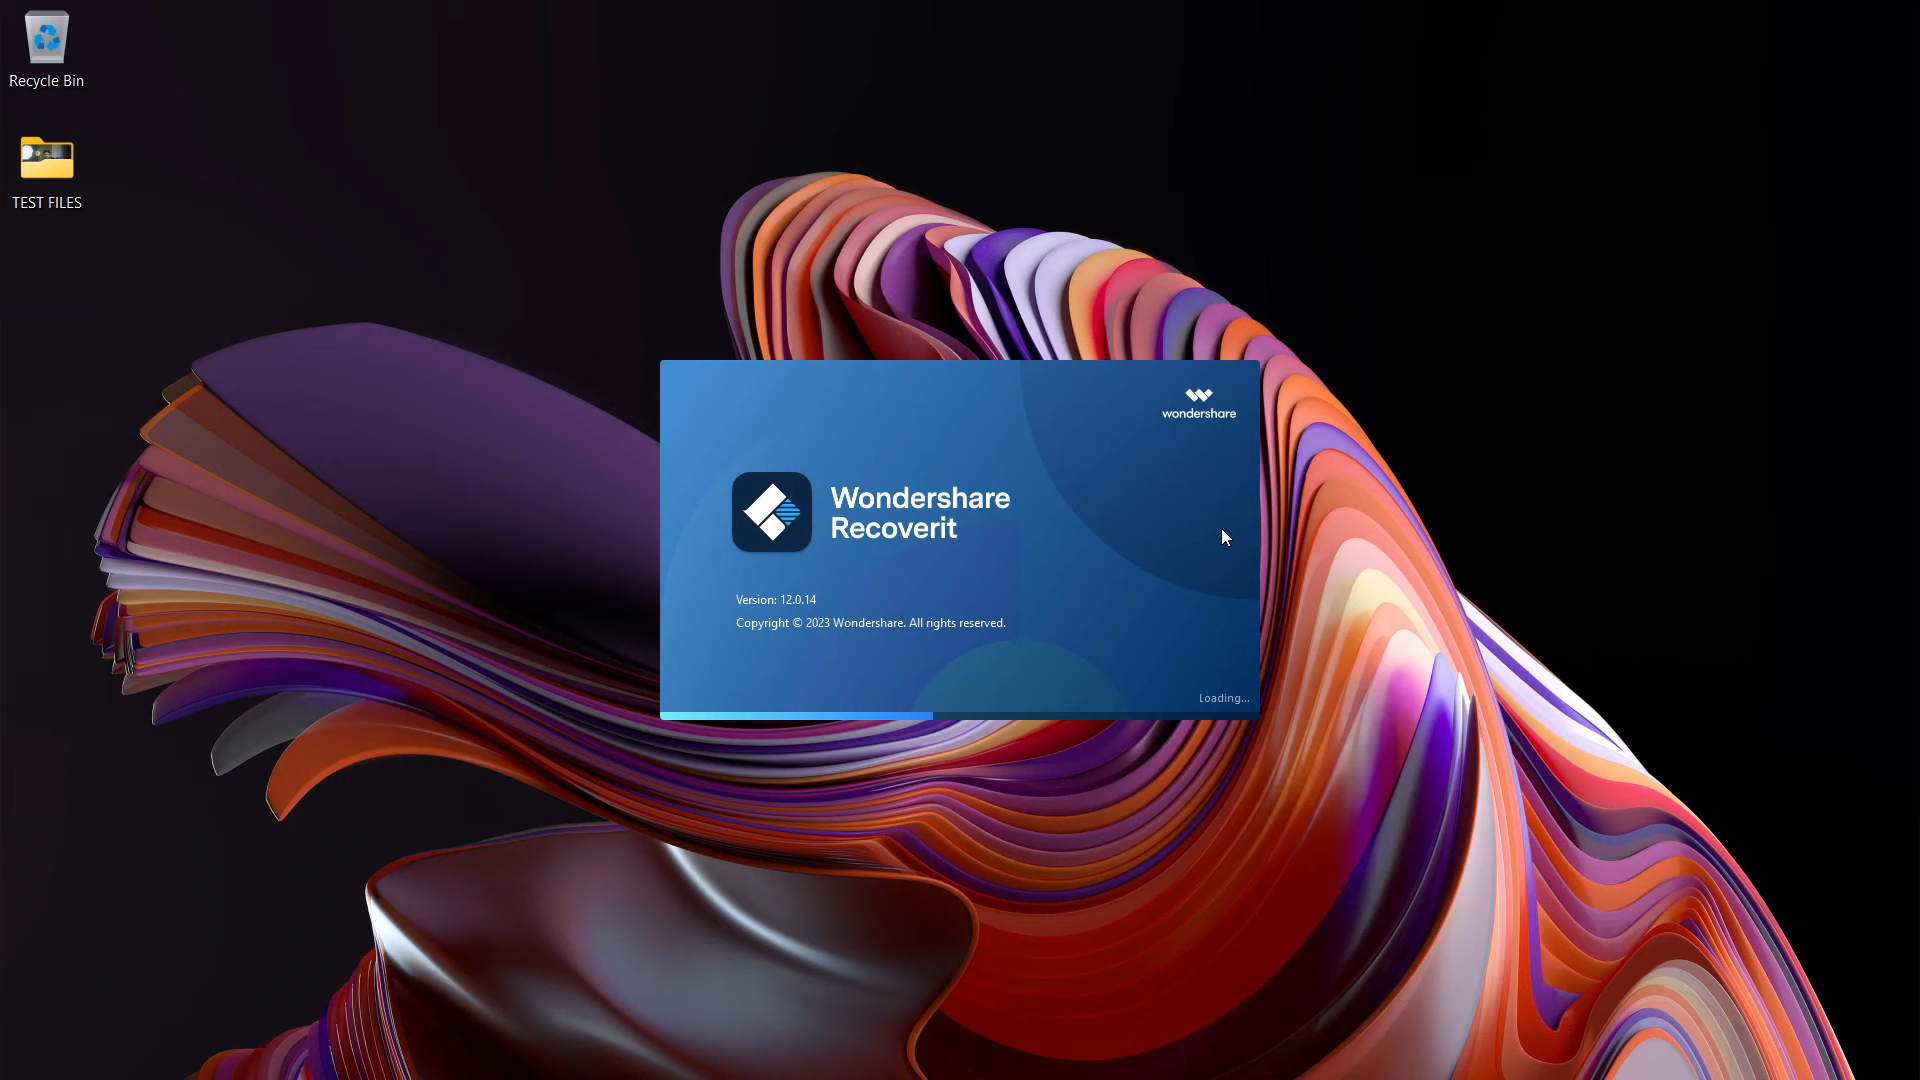 Recycle Bin
TEST FILES
wondershare
Wondershare
Recoverit
Version: 12.0.14
Copyright © 2023 Wondershare. All rights reserved.
Loading...